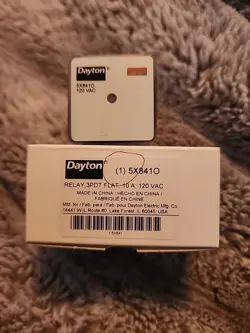 Dayton
5X841O
120 VAC
Dayton
(1) 5X841O
RELAY,3PDT FLAT, 10 A, 120 VAC
MADE IN CHINA / HECHO EN CHINA /
FABRIQUÉ EN CHINE
Mfd. for / Fab. para / Fab. pour Dayton Electric Mfg. Co.
Lake Forest, IL 60045, USA